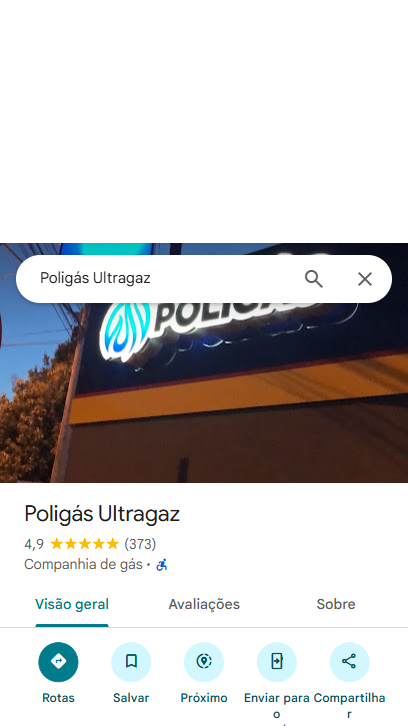 Poligás Ultragaz
POLIGÁS
Poligás Ultragaz
4,9 (373)
Companhia de gás ·
Visão geral Avaliações Sobre
Rotas Salvar Próximo Enviar para o Compartilhar